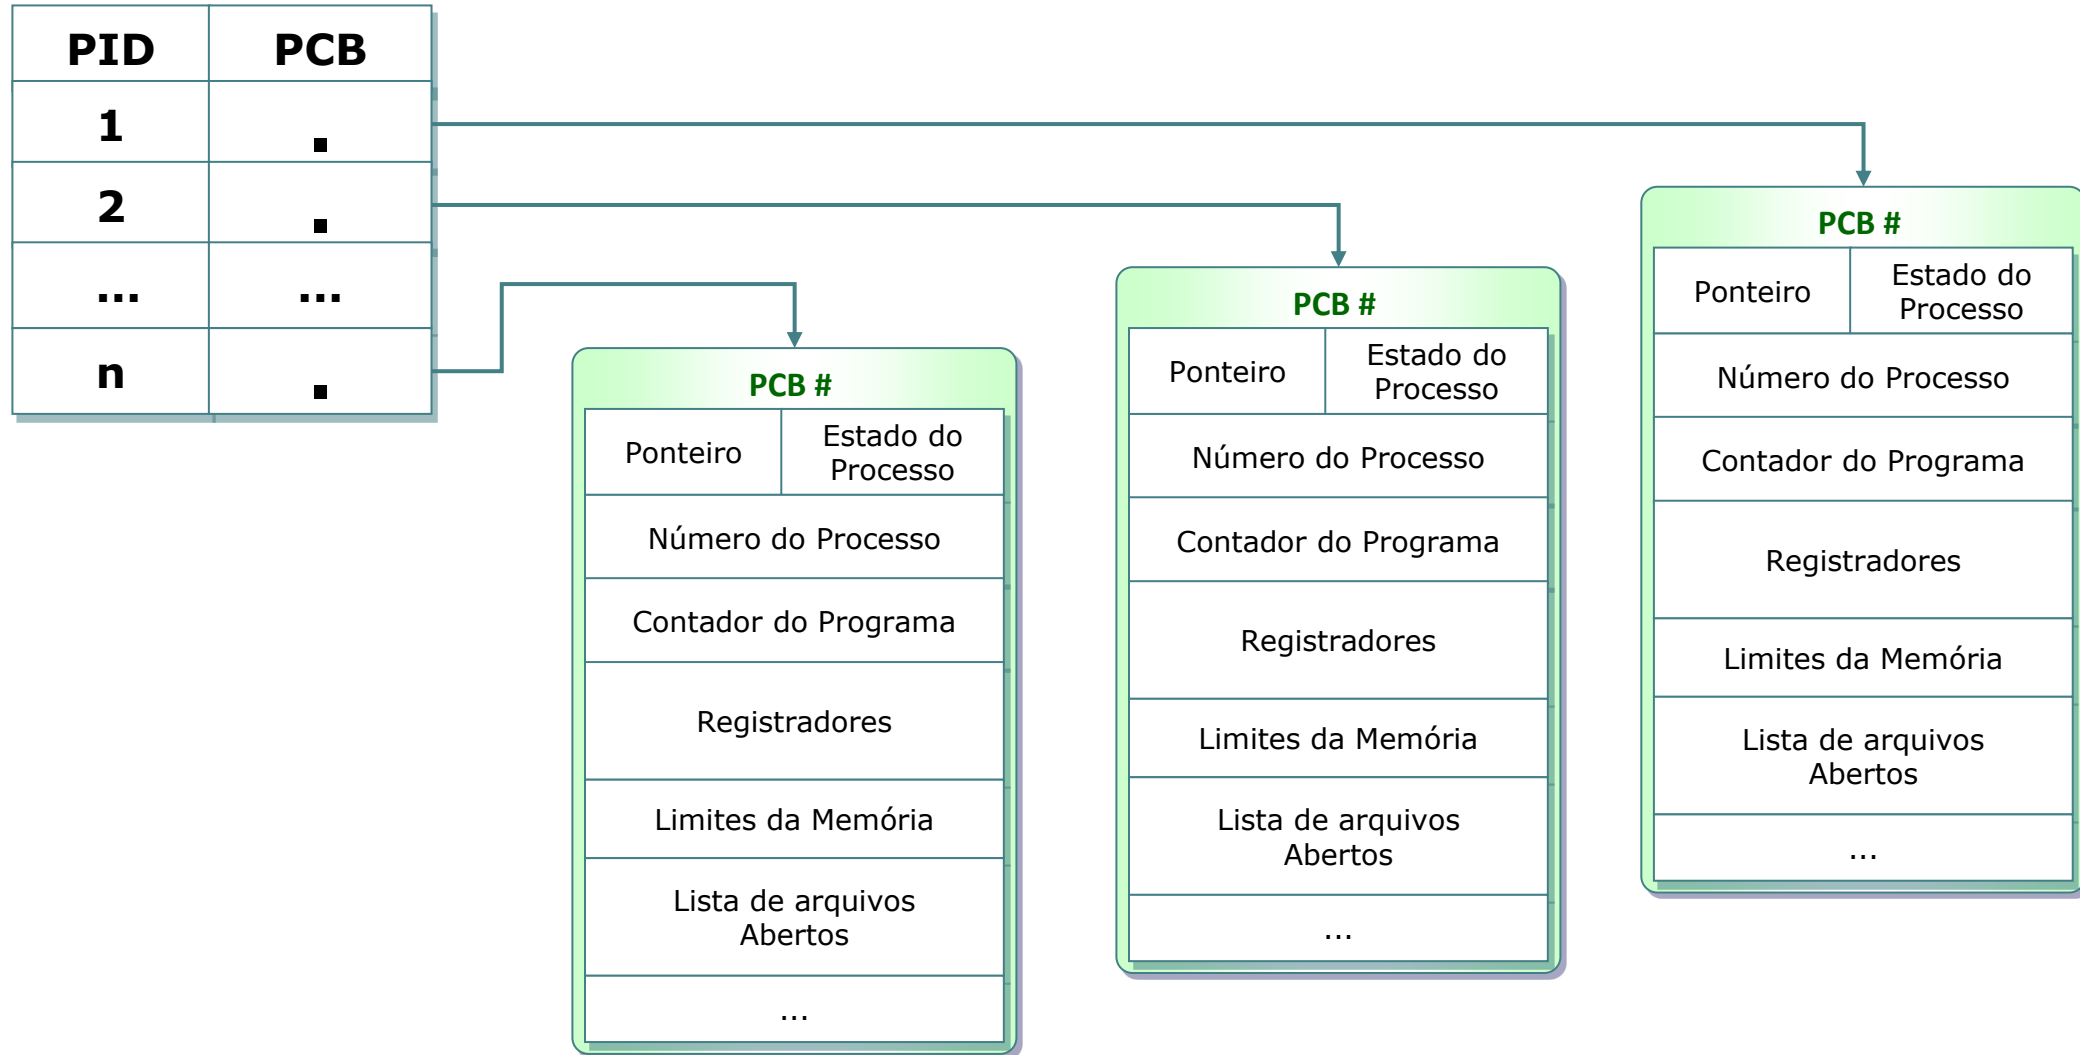 PID PCB
1 .
2 .
... ...
n .
PCB #
Ponteiro
Estado do
Processo
Número do Processo
Contador do Programa
Registradores
Limites da Memória
Lista de arquivos
Abertos
...
PCB #
Ponteiro
Estado do
Processo
Número do Processo
Contador do Programa
Registradores
Limites da Memória
Lista de arquivos
Abertos
...
PCB #
Ponteiro
Estado do
Processo
Número do Processo
Contador do Programa
Registradores
Limites da Memória
Lista de arquivos
Abertos
...